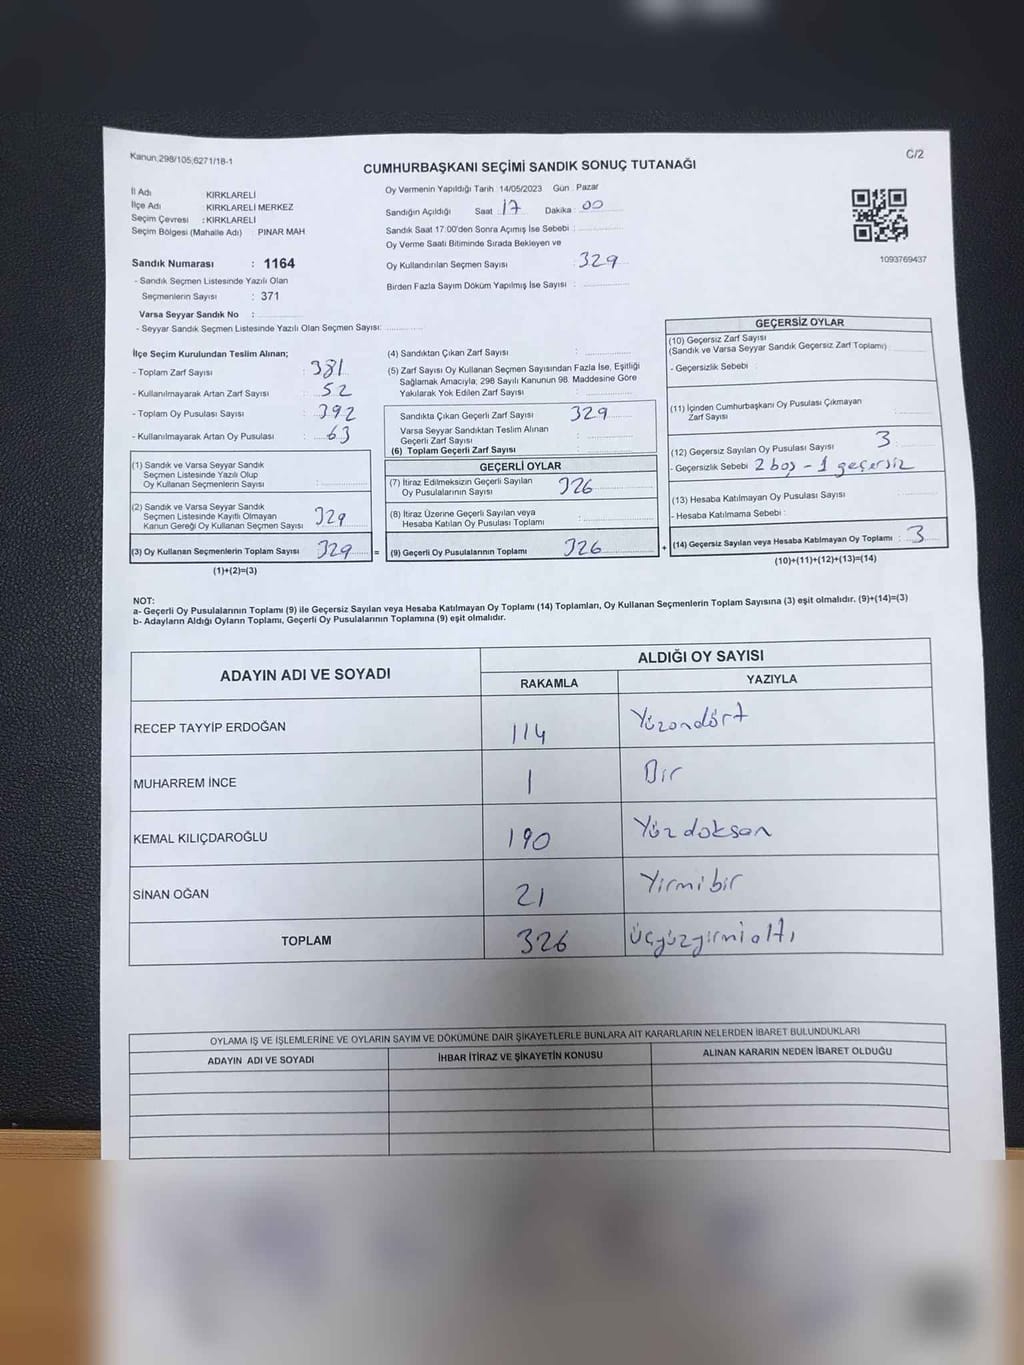 Kanun:298/105;6271/18-1
C/2
CUMHURBAŞKANI SEÇİMİ SANDIK SONUÇ TUTANAĞI
İl Adı KIRKLARELİ
İlçe Adı KIRKLARELİ MERKEZ
Seçim Çevresi : KIRKLARELİ
Seçim Bölgesi (Mahalle Adı) : PINAR MAH
Sandık Numarası : 1164
- Sandık Seçmen Listesinde Yazılı Olan
Seçmenlerin Sayısı : 371
Varsa Seyyar Sandık No :
- Seyyar Sandık Seçmen Listesinde Yazılı Olan Seçmen Sayısı:
Oy Vermenin Yapıldığı Tarih 14/05/2023 Gün : Pazar
Sandığın Açıldığı Saat : 17 Dakika : 00
Sandık Saat 17:00'den Sonra Açımış İse Sebebi :
Oy Verme Saati Bitiminde Sırada Bekleyen ve
Oy Kullandırılan Seçmen Sayısı : 329
Birden Fazla Sayım Döküm Yapılmış İse Sayısı :
1093769437
İlçe Seçim Kurulundan Teslim Alınan;
- Toplam Zarf Sayısı : 381
- Kullanılmayarak Artan Zarf Sayısı : 52
- Toplam Oy Pusulası Sayısı : 392
- Kullanılmayarak Artan Oy Pusulası : 63
(1) Sandık ve Varsa Seyyar Sandık
Seçmen Listesinde Yazılı Olup
Oy Kullanan Seçmenlerin Sayısı :
(2) Sandık ve Varsa Seyyar Sandık
Seçmen Listesinde Kayıtlı Olmayan
Kanun Gereği Oy Kullanan Seçmen Sayısı 329
(3) Oy Kullanan Seçmenlerin Toplam Sayısı 329 =
(1)+(2)=(3)
(4) Sandıktan Çıkan Zarf Sayısı :
(5) Zarf Sayısı Oy Kullanan Seçmen Sayısından Fazla İse, Eşitliği
Sağlamak Amacıyla; 298 Sayılı Kanunun 98. Maddesine Göre
Yakılarak Yok Edilen Zarf Sayısı :
Sandıkta Çıkan Geçerli Zarf Sayısı 329
Varsa Seyyar Sandıktan Teslim Alınan
Geçerli Zarf Sayısı :
(6) Toplam Geçerli Zarf Sayısı :
GEÇERLİ OYLAR
(7) İtiraz Edilmeksizin Geçerli Sayılan
Oy Pusulalarının Sayısı 326
(8) İtiraz Üzerine Geçerli Sayılan veya
Hesaba Katılan Oy Pusulası Toplamı :
(9) Geçerli Oy Pusulalarının Toplamı 326 +
GEÇERSİZ OYLAR
(10) Geçersiz Zarf Sayısı
(Sandık ve Varsa Seyyar Sandık Geçersiz Zarf Toplamı)
- Geçersizlik Sebebi :
(11) İçinden Cumhurbaşkanı Oy Pusulası Çıkmayan
Zarf Sayısı :
(12) Geçersiz Sayılan Oy Pusulası Sayısı : 3
- Geçersizlik Sebebi 2 boş - 1 geçersiz
(13) Hesaba Katılmayan Oy Pusulası Sayısı :
- Hesaba Katılmama Sebebi :
(14) Geçersiz Sayılan veya Hesaba Katılmayan Oy Toplamı : 3
(10)+(11)+(12)+(13)=(14)
NOT:
a- Geçerli Oy Pusulalarının Toplamı (9) ile Geçersiz Sayılan veya Hesaba Katılmayan Oy Toplamı (14) Toplamları, Oy Kullanan Seçmenlerin Toplam Sayısına (3) eşit olmalıdır. (9)+(14)=(3)
b- Adayların Aldığı Oyların Toplamı, Geçerli Oy Pusulalarının Toplamına (9) eşit olmalıdır.
ADAYIN ADI VE SOYADI ALDIĞI OY SAYISI
RAKAMLA YAZIYLA
RECEP TAYYİP ERDOĞAN 114 Yüzondört
MUHARREM İNCE 1 Bir
KEMAL KILIÇDAROĞLU 190 Yüzdoksan
SİNAN OĞAN 21 Yirmibir
TOPLAM 326 Üçyüzyirmialtı
OYLAMA İŞ VE İŞLEMLERİNE VE OYLARIN SAYIM VE DÖKÜMÜNE DAİR ŞİKAYETLERLE BUNLARA AİT KARARLARIN NELERDEN İBARET BULUNDUKLARI
ADAYIN ADI VE SOYADI İHBAR İTİRAZ VE ŞİKAYETİN KONUSU ALINAN KARARIN NEDEN İBARET OLDUĞU